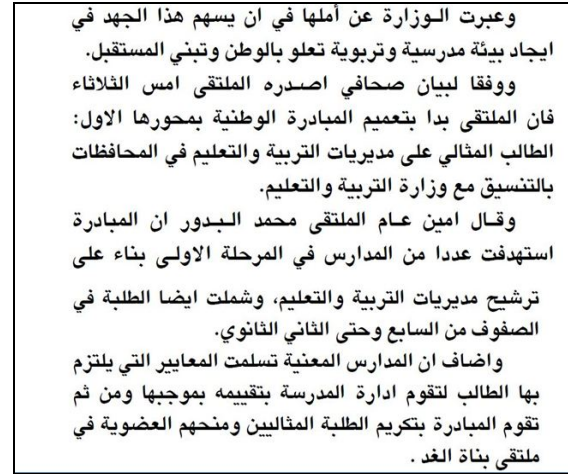 وعبرت الوزارة عن أملها في ان يسهم هذا الجهد في
ايجاد بيئة مدرسية وتربوية تعلو بالوطن وتبني المستقبل.
ووفقا لبيان صحافي اصدره الملتقى امس الثلاثاء
فان الملتقى بدا بتعميم المبادرة الوطنية بمحورها الاول:
الطالب المثالي على مديريات التربية والتعليم في المحافظات
بالتنسيق مع وزارة التربية والتعليم.
وقال امين عام الملتقى محمد البدور ان المبادرة
استهدفت عددا من المدارس في المرحلة الاولى بناء على
ترشيح مديريات التربية والتعليم، وشملت ايضا الطلبة في
الصفوف من السابع وحتى الثاني الثانوي.
واضاف ان المدارس المعنية تسلمت المعايير التي يلتزم
بها الطالب لتقوم ادارة المدرسة بتقييمه بموجبها ومن ثم
تقوم المبادرة بتكريم الطلبة المثاليين ومنحهم العضوية في
ملتقى بناة الغد .